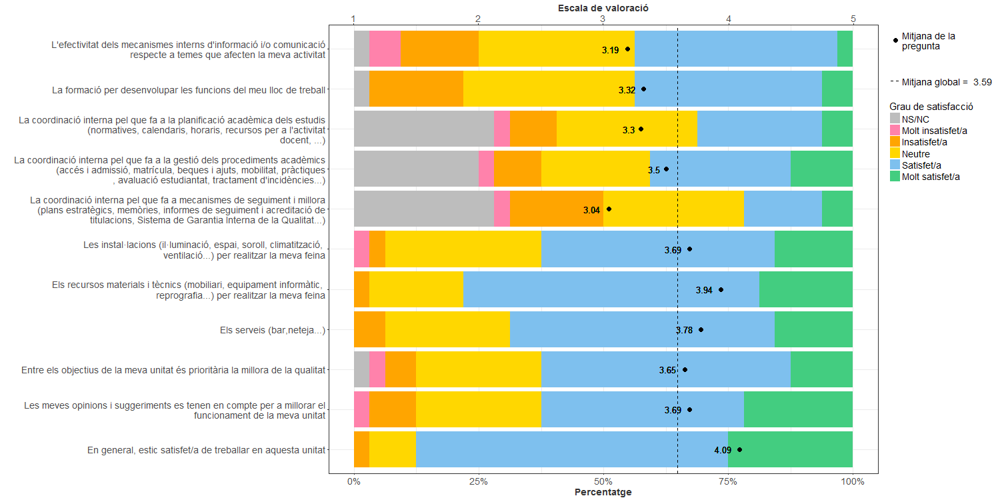 Escala de valoració
1 2 3 4 5
L'efectivitat dels mecanismes interns d'informació i/o comunicació
respecte a temes que afecten la meva activitat
3.19
La formació per desenvolupar les funcions del meu lloc de treball
3.32
La coordinació interna pel que fa a la planificació acadèmica dels estudis
(normatives, calendaris, horaris, recursos per a l'activitat
docent, ...)
3.3
La coordinació interna pel que fa a la gestió dels procediments acadèmics
(accés i admissió, matrícula, beques i ajuts, mobilitat, pràctiques
, avaluació estudiantat, tractament d'incidències...)
3.5
La coordinació interna pel que fa a mecanismes de seguiment i millora
(plans estratègics, memòries, informes de seguiment i acreditació de
titulacions, Sistema de Garantia Interna de la Qualitat...)
3.04
Les instal·lacions (il·luminació, espai, soroll, climatització,
ventilació...) per realitzar la meva feina
3.69
Els recursos materials i tècnics (mobiliari, equipament informàtic,
reprografia...) per realitzar la meva feina
3.94
Els serveis (bar,neteja...)
3.78
Entre els objectius de la meva unitat és prioritària la millora de la qualitat
3.65
Les meves opinions i suggeriments es tenen en compte per a millorar el
funcionament de la meva unitat
3.69
En general, estic satisfet/a de treballar en aquesta unitat
4.09
0% 25% 50% 75% 100%
Percentatge
Mitjana de la
pregunta
Mitjana global = 3.59
Grau de satisfacció
NS/NC
Molt insatisfet/a
Insatisfet/a
Neutre
Satisfet/a
Molt satisfet/a